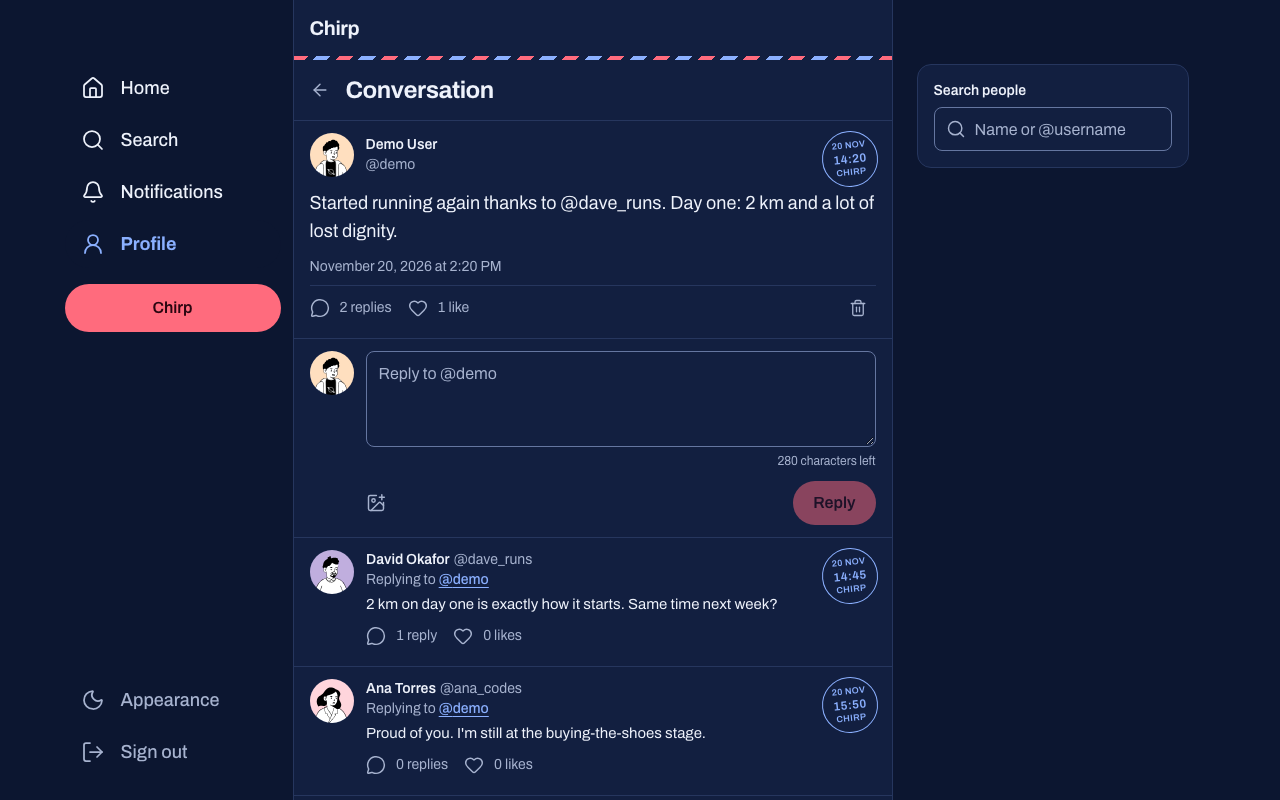 Home
Search
Notifications
Profile
Chirp
Appearance
Sign out
Chirp
Conversation
Demo User
@demo
20 NOV
14:20
CHIRP
Started running again thanks to @dave_runs. Day one: 2 km and a lot of
lost dignity.
November 20, 2026 at 2:20 PM
2 replies 1 like
Reply to @demo
280 characters left
Reply
David Okafor @dave_runs
Replying to @demo
2 km on day one is exactly how it starts. Same time next week?
20 NOV
14:45
CHIRP
1 reply 0 likes
Ana Torres @ana_codes
Replying to @demo
Proud of you. I'm still at the buying-the-shoes stage.
20 NOV
15:50
CHIRP
0 replies 0 likes
Search people
Name or @username